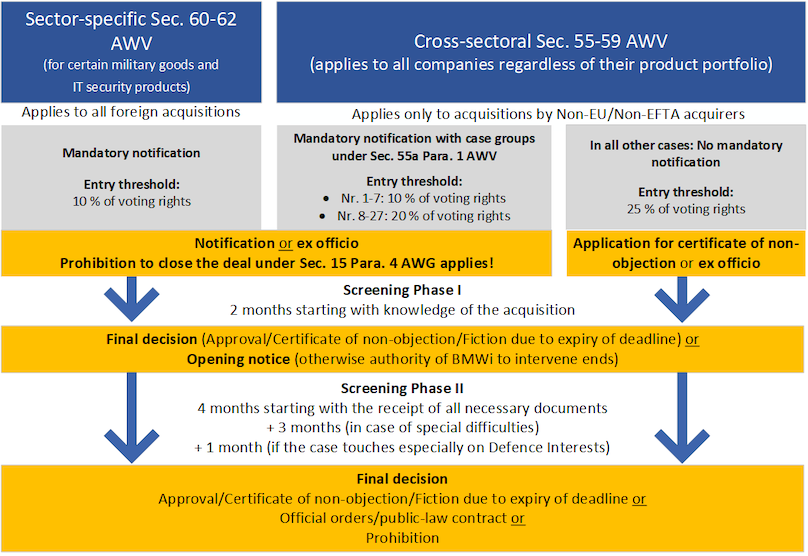 Sector-specific Sec. 60-62
AWV
(for certain military goods and
IT security products)
Cross-sectoral Sec. 55-59 AWV
(applies to all companies regardless of their product portfolio)
Applies to all foreign acquisitions
Applies only to acquisitions by Non-EU/Non-EFTA acquirers
Mandatory notification
Entry threshold:
10 % of voting rights
Mandatory notification with case groups
under Sec. 55a Para. 1 AWV
Entry threshold:
• Nr. 1-7: 10 % of voting rights
• Nr. 8-27: 20 % of voting rights
In all other cases: No mandatory
notification
Entry threshold:
25 % of voting rights
Notification or ex officio
Prohibition to close the deal under Sec. 15 Para. 4 AWG applies!
Application for certificate of non-
objection or ex officio
Screening Phase I
2 months starting with knowledge of the acquisition
Final decision (Approval/Certificate of non-objection/Fiction due to expiry of deadline) or
Opening notice (otherwise authority of BMWi to intervene ends)
Screening Phase II
4 months starting with the receipt of all necessary documents
+ 3 months (in case of special difficulties)
+ 1 month (if the case touches especially on Defence Interests)
Final decision
Approval/Certificate of non-objection/Fiction due to expiry of deadline or
Official orders/public-law contract or
Prohibition